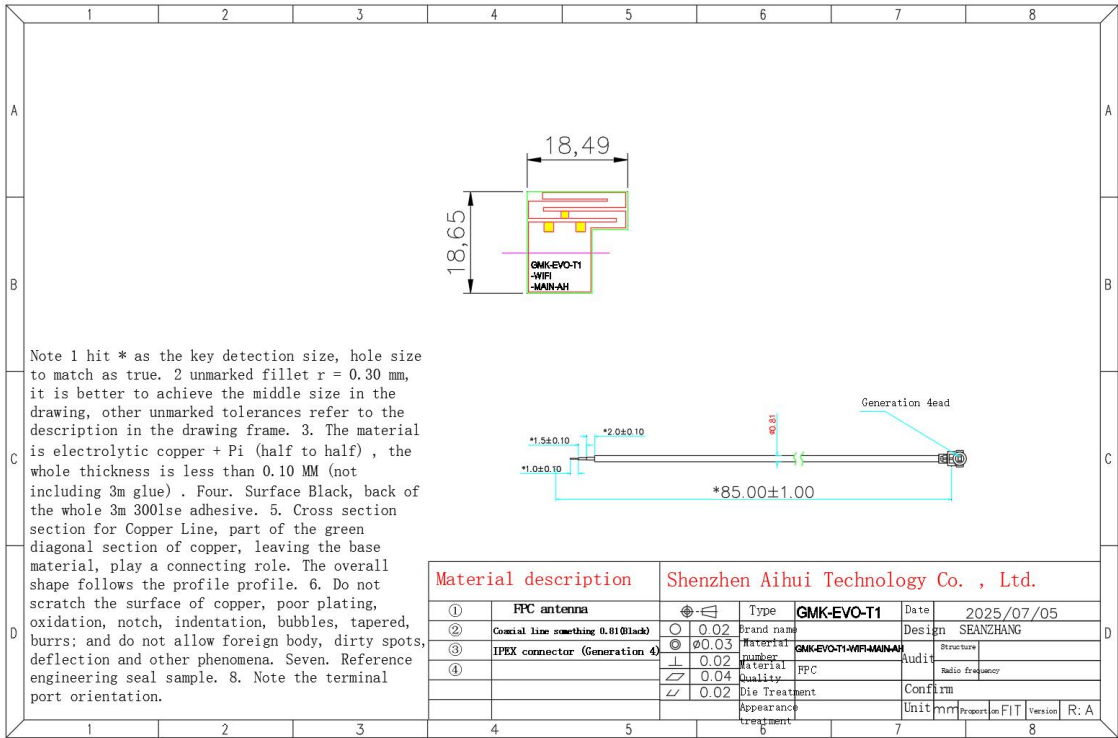 1 2 3 4 5 6 7 8
A A
18,49
18,65
GMK-EVO-T1
-WIFI
-MAIN-AH
B B
Note 1 hit * as the key detection size, hole size
to match as true. 2 unmarked fillet r = 0.30 mm,
it is better to achieve the middle size in the
drawing, other unmarked tolerances refer to the
description in the drawing frame. 3. The material
is electrolytic copper + Pi (half to half) , the
whole thickness is less than 0.10 MM (not
including 3m glue) . Four. Surface Black, back of
the whole 3m 300lse adhesive. 5. Cross section
section for Copper Line, part of the green
diagonal section of copper, leaving the base
material, play a connecting role. The overall
shape follows the profile profile. 6. Do not
scratch the surface of copper, poor plating,
oxidation, notch, indentation, bubbles, tapered,
burrs; and do not allow foreign body, dirty spots,
deflection and other phenomena. Seven. Reference
engineering seal sample. 8. Note the terminal
port orientation.
Generation 4ead
*1.5±0.10
*2.0±0.10
*1.0±0.10
ø0.81
*85.00±1.00
C C
Material description
① FPC antenna
② Coaxial line something 0.81(Black)
③ IPEX connector (Generation 4)
④
Shenzhen Aihui Technology Co. , Ltd.
Type GMK-EVO-T1 Date 2025/07/05
0.02 Brand name Design SEANZHANG
ø0.03 Material number GMK-EVO-T1-WIFI-MAIN-AH Audit Structure
0.02 Material Quality FPC Radio frequency
0.04
0.02 Die Treatment Confirm
Appearance treatment Unit mm Proportion FIT Version R:A
D D
1 2 3 4 5 6 7 8